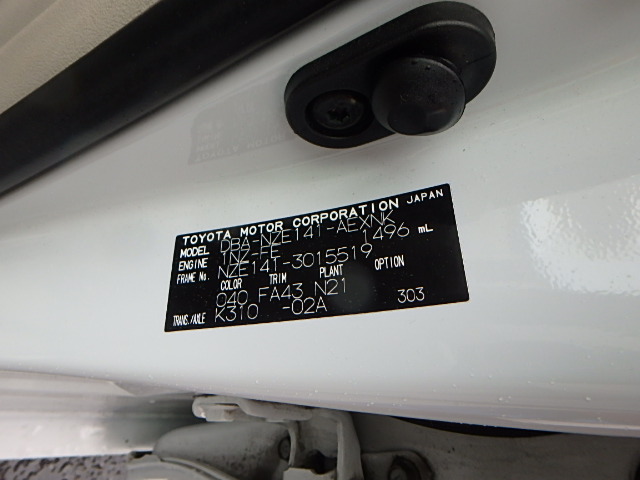 TOYOTA MOTOR CORPORATION JAPAN
MODEL DBA-NZE141-AEXNK
ENGINE 1NZ-FE 1496 mL
FRAME No. NZE141-3015519
COLOR TRIM PLANT OPTION
040 FA43 N21
TRANS./AXLE K310 -02A 303